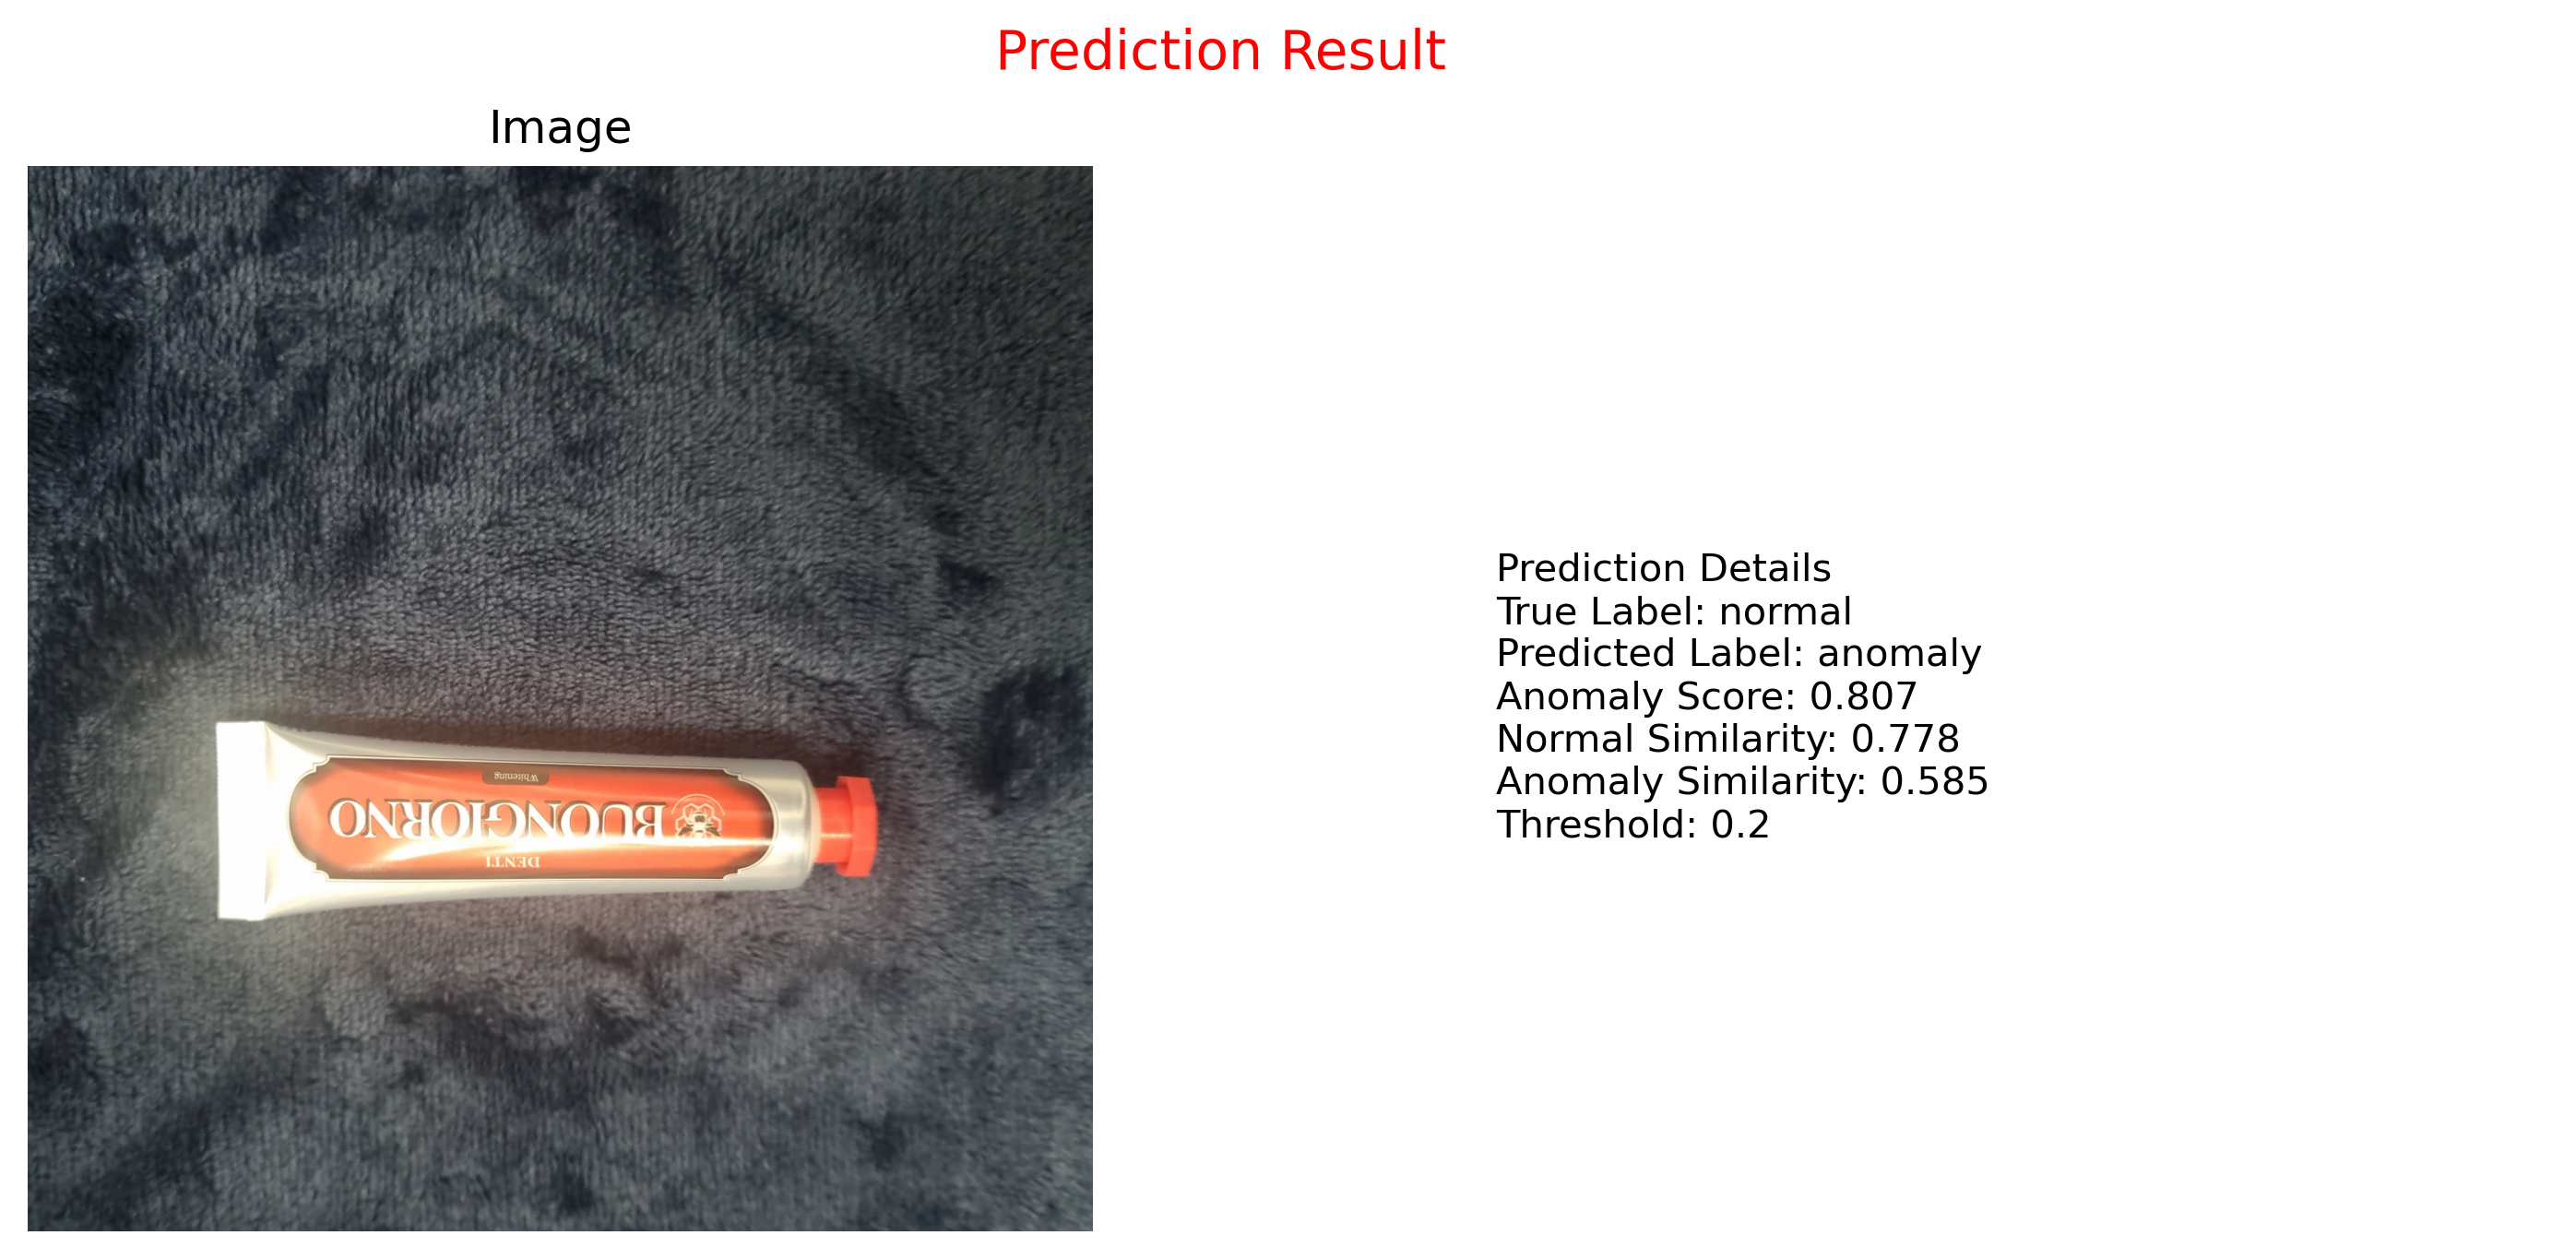 Prediction Result
Image
Whitening
BUONGIORNO
DENTI
Prediction Details
True Label: normal
Predicted Label: anomaly
Anomaly Score: 0.807
Normal Similarity: 0.778
Anomaly Similarity: 0.585
Threshold: 0.2